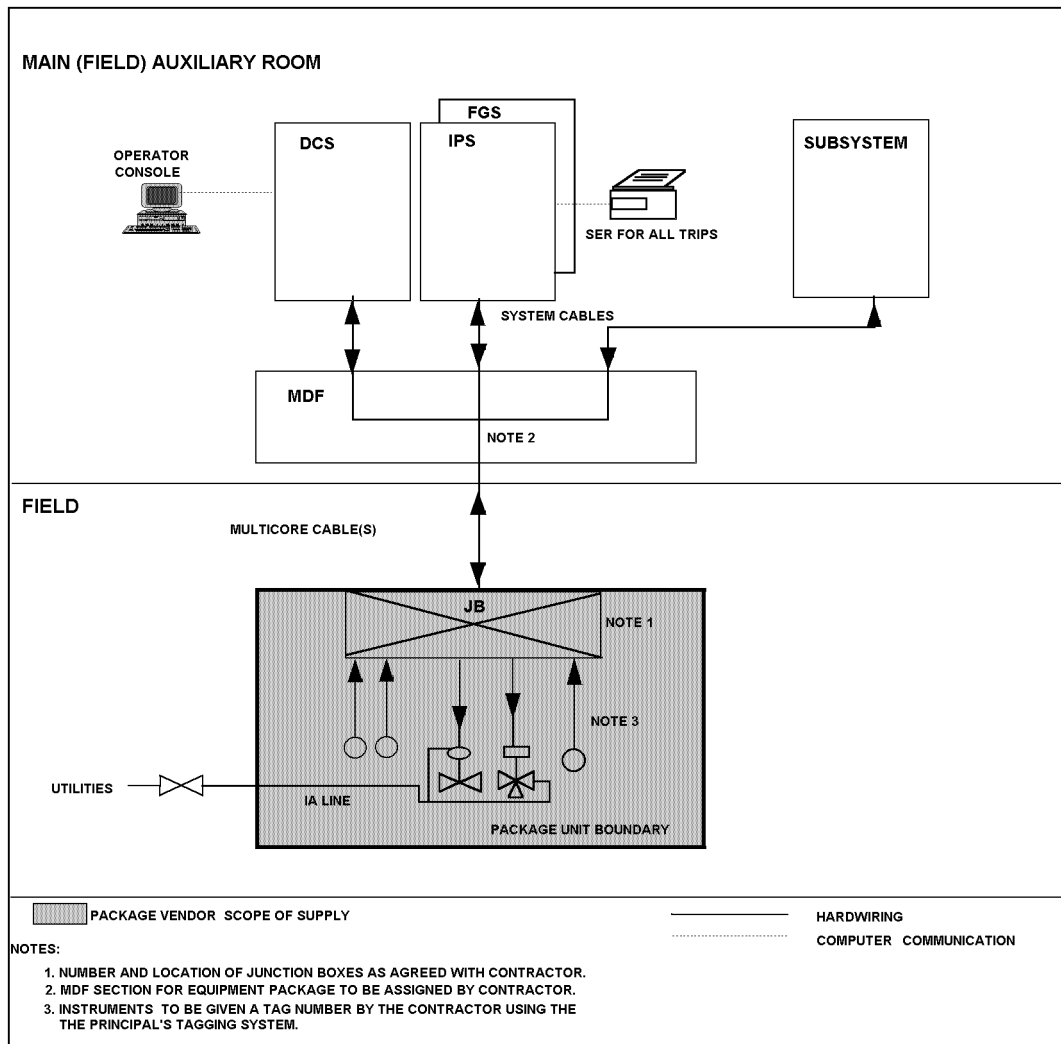 MAIN (FIELD) AUXILIARY ROOM
FGS
DCS
IPS
SUBSYSTEM
OPERATOR
CONSOLE
SER FOR ALL TRIPS
SYSTEM CABLES
MDF
NOTE 2
FIELD
MULTICORE CABLE(S)
JB
NOTE 1
NOTE 3
UTILITIES
IA LINE
PACKAGE UNIT BOUNDARY
PACKAGE VENDOR SCOPE OF SUPPLY
HARDWIRING
COMPUTER COMMUNICATION
NOTES:
1. NUMBER AND LOCATION OF JUNCTION BOXES AS AGREED WITH CONTRACTOR.
2. MDF SECTION FOR EQUIPMENT PACKAGE TO BE ASSIGNED BY CONTRACTOR.
3. INSTRUMENTS TO BE GIVEN A TAG NUMBER BY THE CONTRACTOR USING THE
THE PRINCIPAL'S TAGGING SYSTEM.